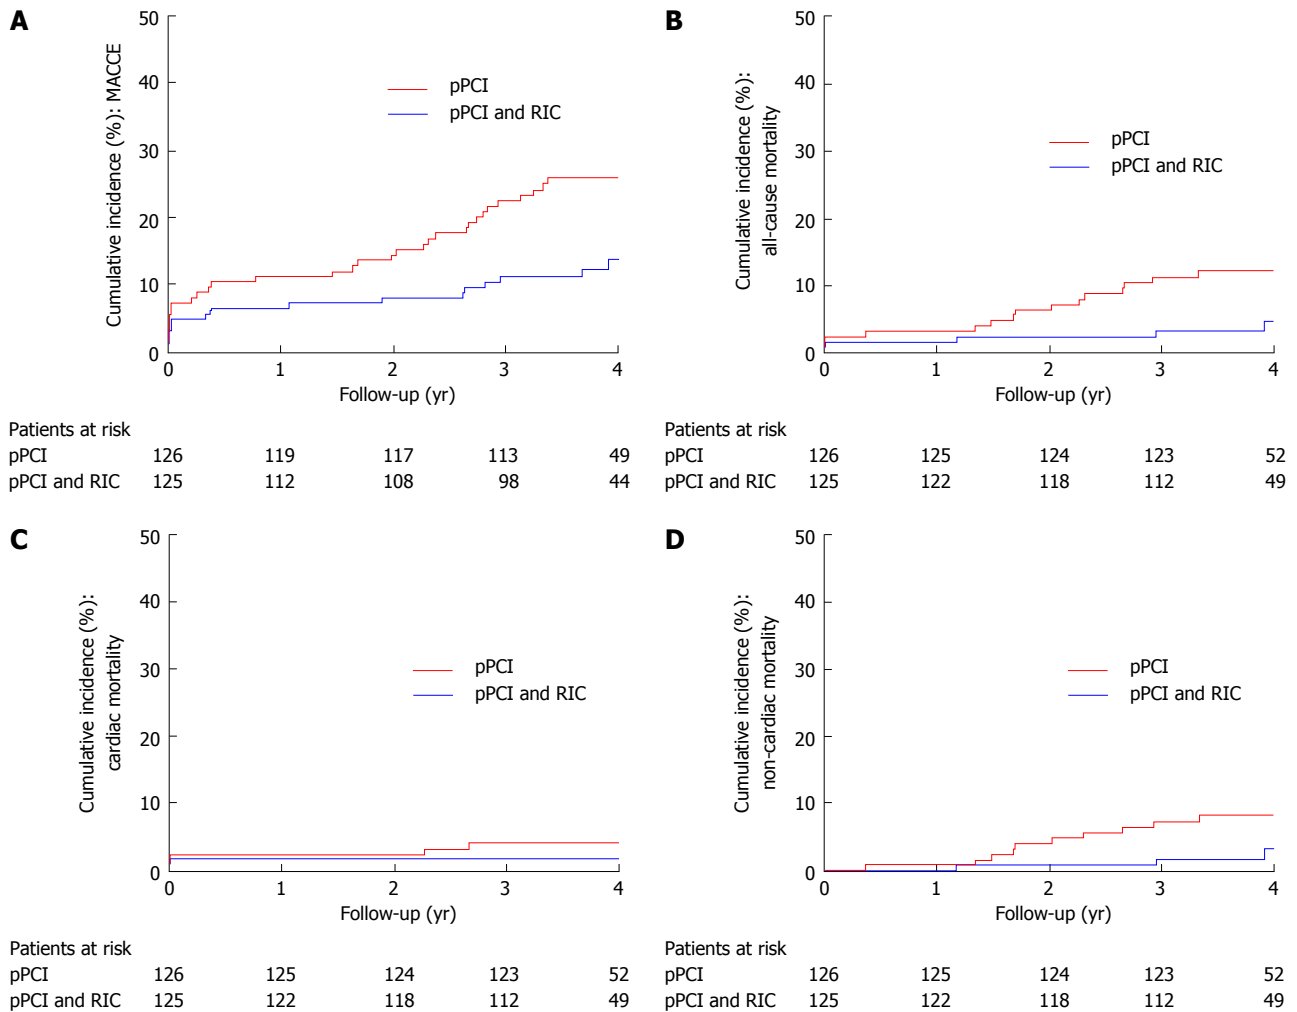 A
Cumulative incidence (%): MACCE
50
40
30
20
10
0
pPCI
pPCI and RIC
0 1 2 3 4
Follow-up (yr)
Patients at risk
pPCI 126 119 117 113 49
pPCI and RIC 125 112 108 98 44
B
Cumulative incidence (%):
all-cause mortality
50
40
30
20
10
0
pPCI
pPCI and RIC
0 1 2 3 4
Follow-up (yr)
Patients at risk
pPCI 126 125 124 123 52
pPCI and RIC 125 122 118 112 49
C
Cumulative incidence (%):
cardiac mortality
50
40
30
20
10
0
pPCI
pPCI and RIC
0 1 2 3 4
Follow-up (yr)
Patients at risk
pPCI 126 125 124 123 52
pPCI and RIC 125 122 118 112 49
D
Cumulative incidence (%):
non-cardiac mortality
50
40
30
20
10
0
pPCI
pPCI and RIC
0 1 2 3 4
Follow-up (yr)
Patients at risk
pPCI 126 125 124 123 52
pPCI and RIC 125 122 118 112 49